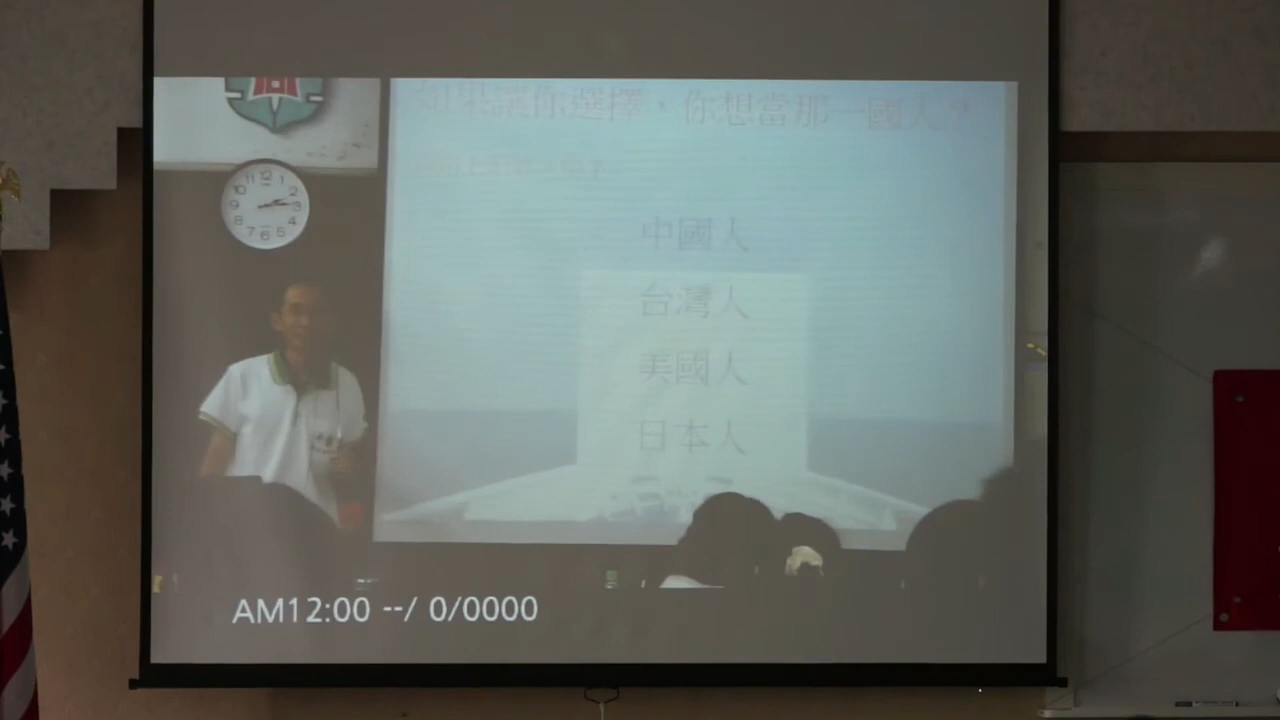 如果讓你選擇，你想當那一國人？
中國人
台灣人
美國人
日本人
AM12:00 --/ 0/0000